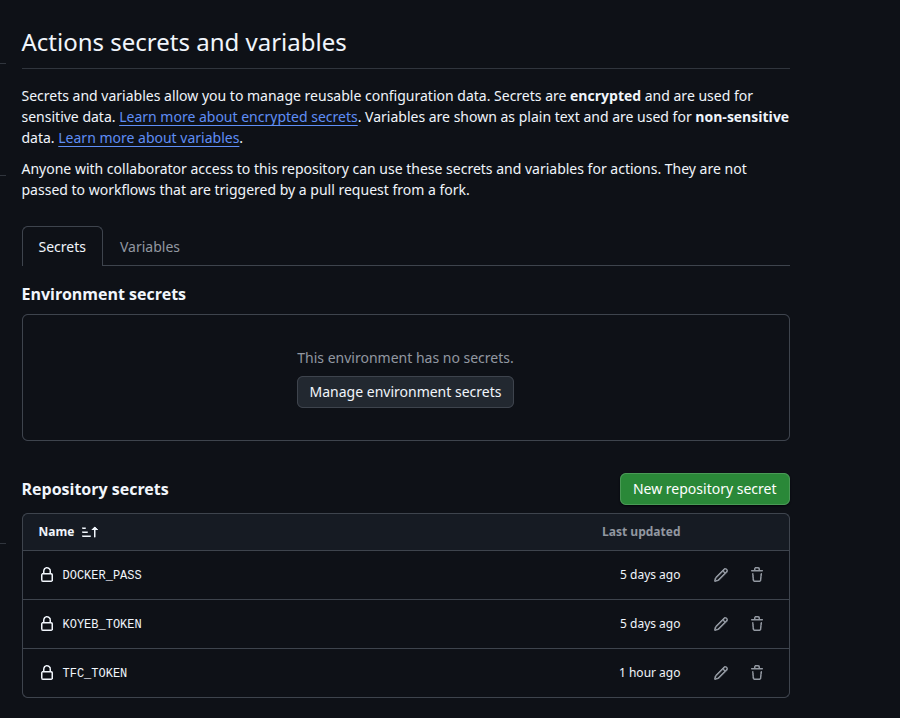 Actions secrets and variables
Secrets and variables allow you to manage reusable configuration data. Secrets are encrypted and are used for
sensitive data. Learn more about encrypted secrets. Variables are shown as plain text and are used for non-sensitive
data. Learn more about variables.
Anyone with collaborator access to this repository can use these secrets and variables for actions. They are not
passed to workflows that are triggered by a pull request from a fork.
Secrets Variables
Environment secrets
This environment has no secrets.
Manage environment secrets
Repository secrets New repository secret
Name Last updated
DOCKER_PASS 5 days ago
KOYEB_TOKEN 5 days ago
TFC_TOKEN 1 hour ago